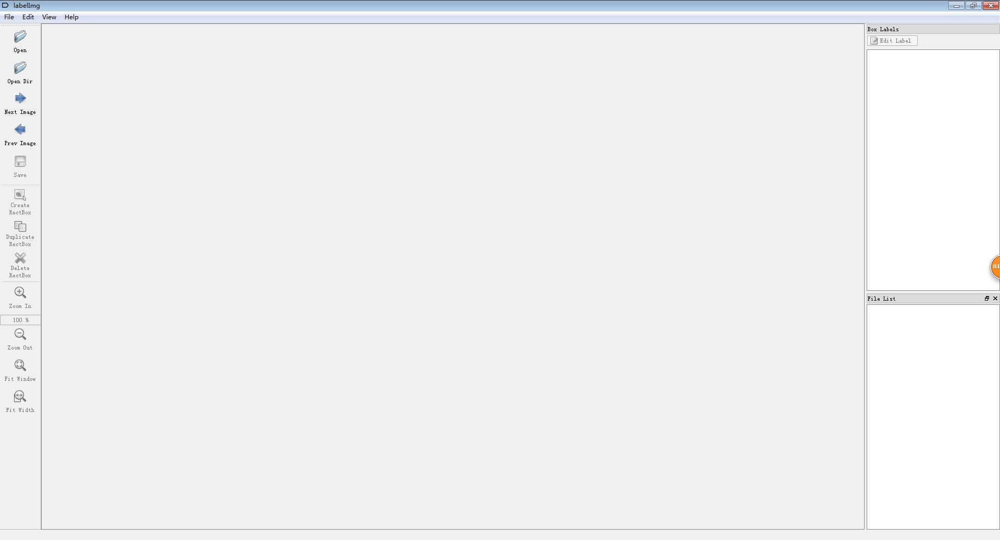 labelImg
File Edit View Help
Open
Open Dir
Next Image
Prev Image
Save
Create
RectBox
Duplicate
RectBox
Delete
RectBox
Zoom In
100 %
Zoom Out
Fit Window
Fit Width
Box Labels
Edit Label
81
File List